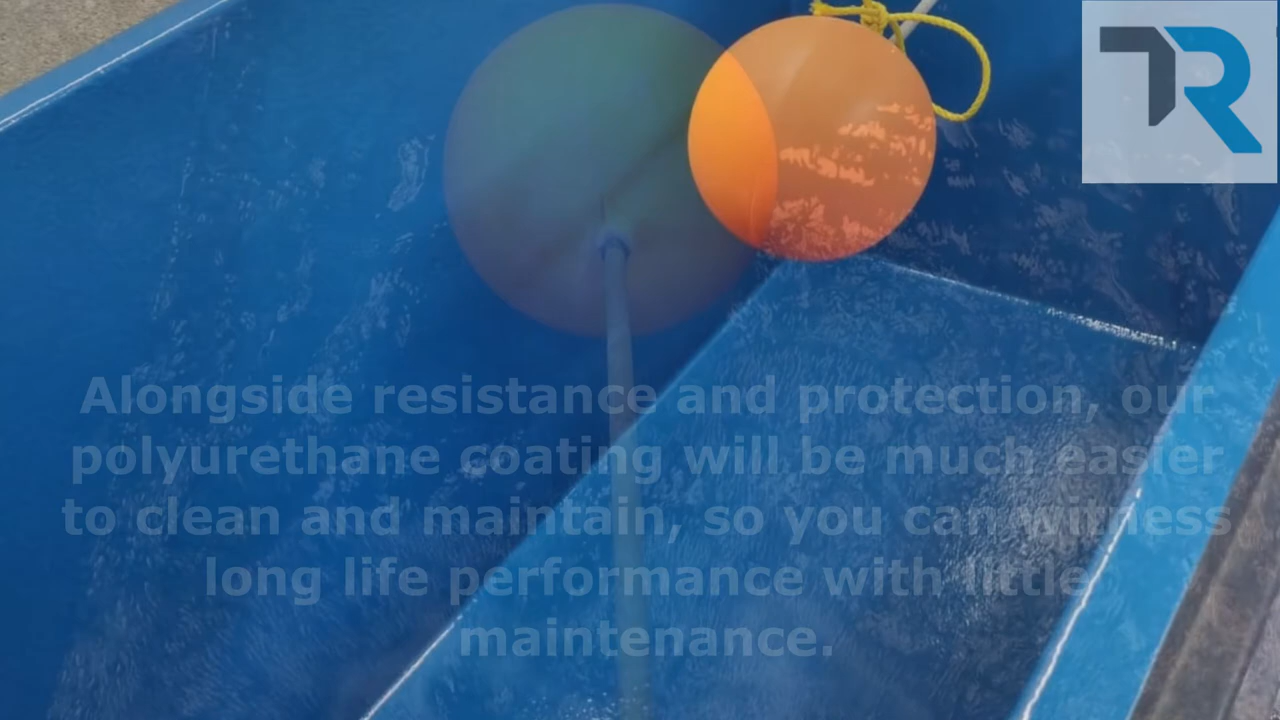 TR
Alongside resistance and protection, our
polyurethane coating will be much easier
to clean and maintain, so you can witness
long life performance with little
maintenance.